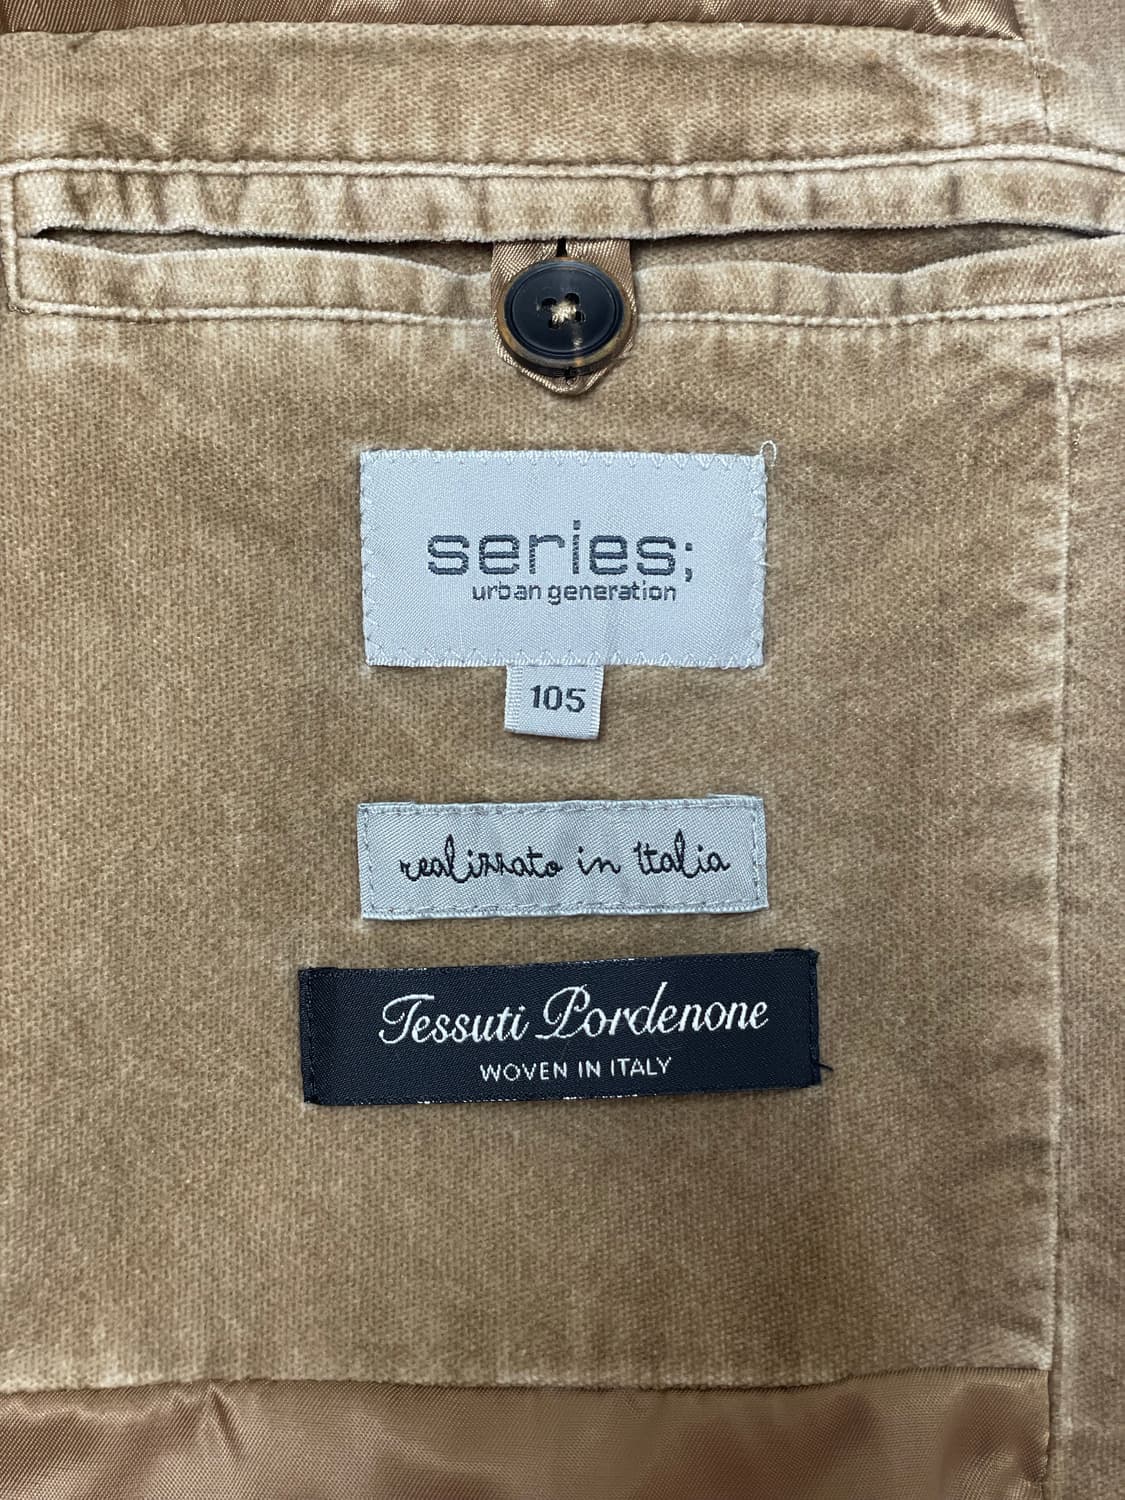 series;
urban generation
105
realizzato in Italia
Tessuti Pordenone
WOVEN IN ITALY